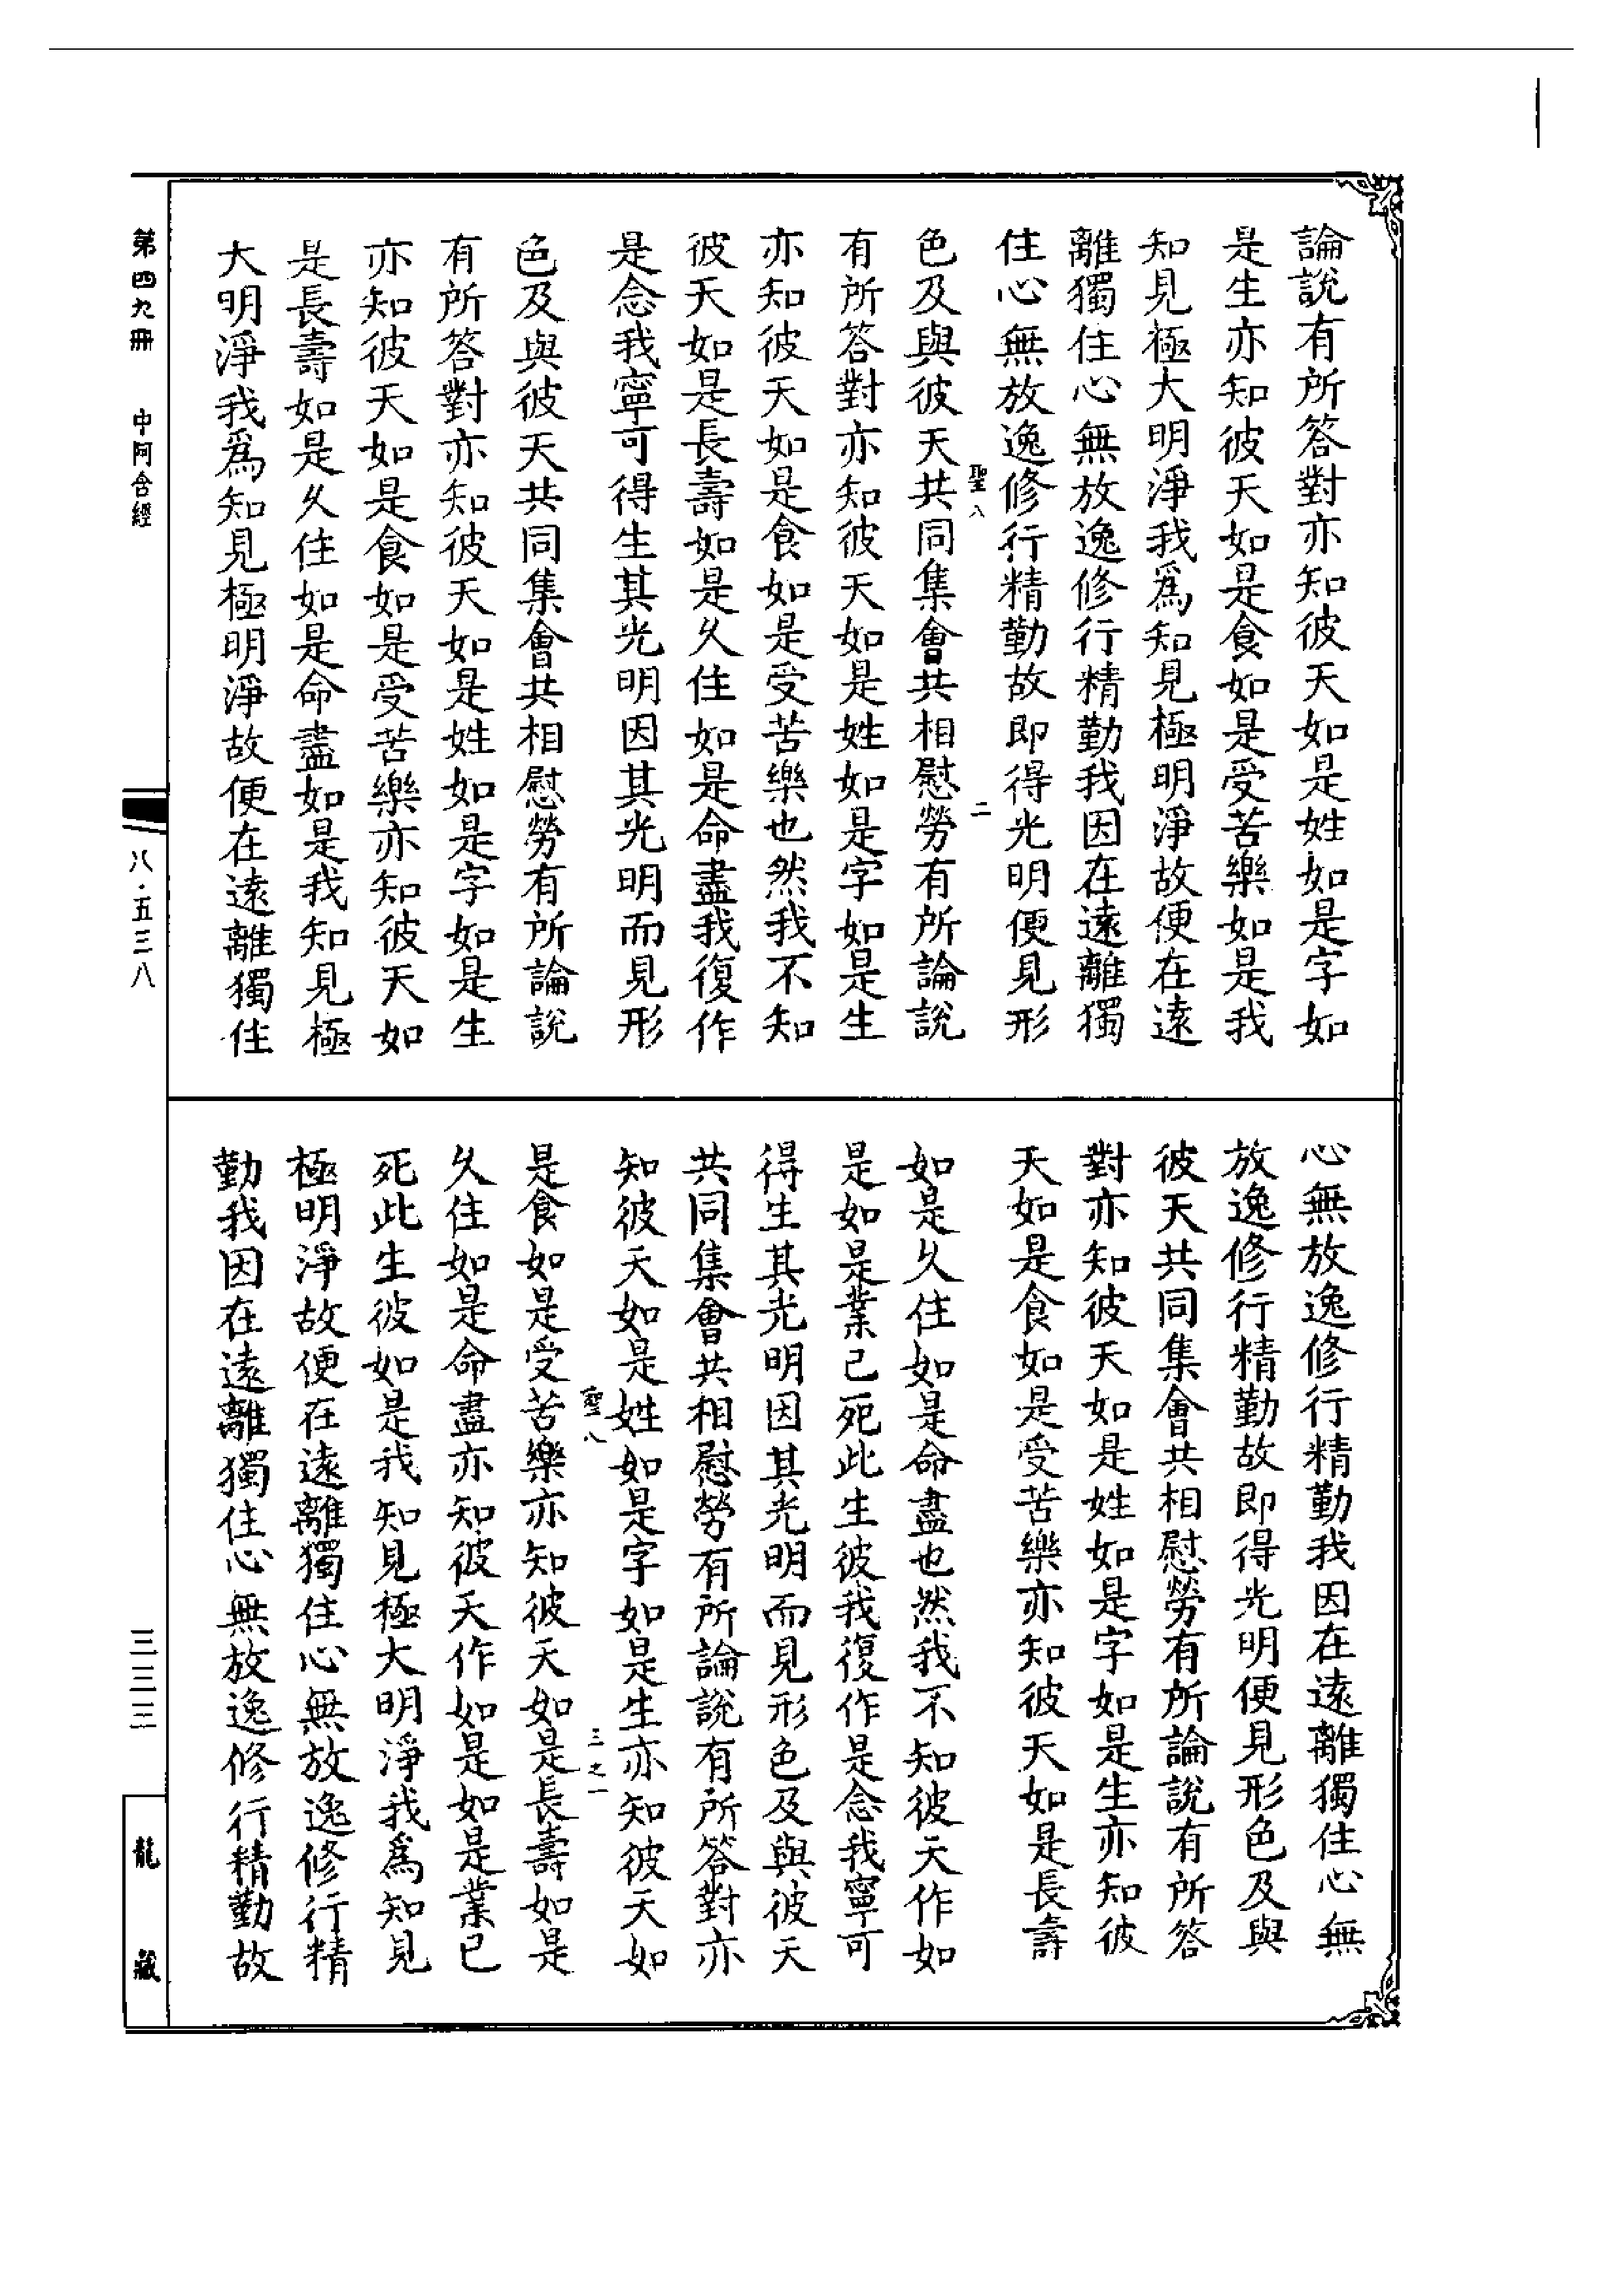 論說有所答對亦知彼天如是姓如是字如
是生亦知彼天如是食如是受苦樂如是我
知見極大明淨我爲知見極明淨故便在遠
離獨住心無放逸修行精勤我因在遠離獨
住心無放逸修行精勤故即得光明便見形
聖八 二
色及與彼天共同集會共相慰勞有所論說
有所答對亦知彼天如是姓如是字如是生
亦知彼天如是食如是受苦樂也然我不知
彼天如是長壽如是久住如是命盡我復作
是念我寧可得生其光明因其光明而見形
色及與彼天共同集會共相慰勞有所論說
有所答對亦知彼天如是姓如是字如是生
亦知彼天如是食如是受苦樂亦知彼天如
是長壽如是久住如是命盡如是我知見極
大明淨我爲知見極明淨故便在遠離獨住
心無放逸修行精勤我因在遠離獨住心無
放逸修行精勤故即得光明便見形色及與
彼天共同集會共相慰勞有所論說有所答
對亦知彼天如是姓如是字如是生亦知彼
天如是食如是受苦樂亦知彼天如是長壽
如是久住如是命盡也然我不知彼天作如
是如是業已死此生彼我復作是念我寧可
得生其光明因其光明而見形色及與彼天
共同集會共相慰勞有所論說有所答對亦
知彼天如是姓如是字如是生亦知彼天如
聖八 三之一
是食如是受苦樂亦知彼天如是長壽如是
久住如是命盡亦知彼天作如是如是業已
死此生彼如是我知見極大明淨我爲知見
極明淨故便在遠離獨住心無放逸修行精
勤我因在遠離獨住心無放逸修行精勤故
第四九冊 中阿含經
八·五三八
三三三
龍藏